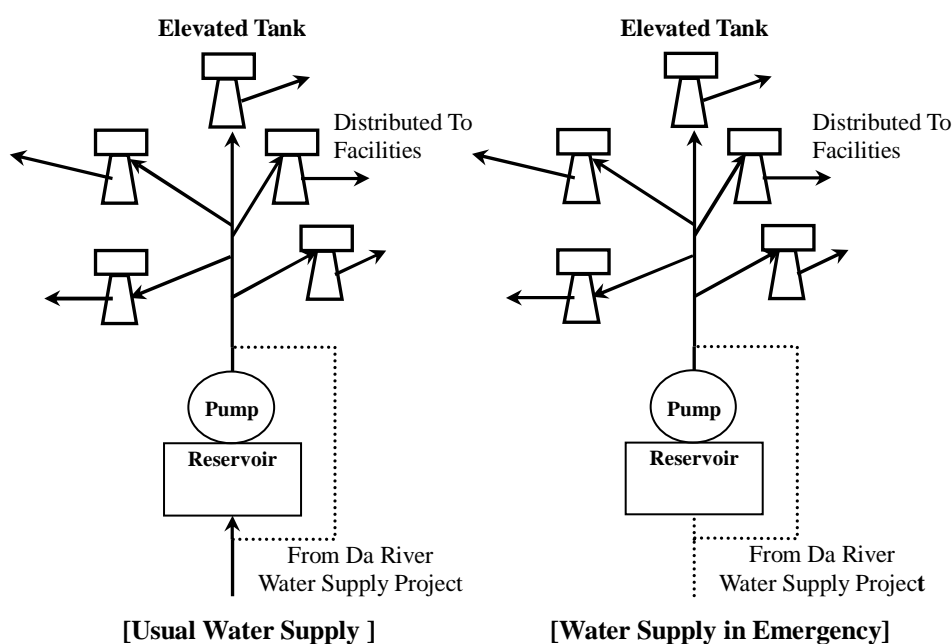 Elevated Tank
Distributed To
Facilities
Pump
Reservoir
From Da River
Water Supply Project
[Usual Water Supply ]
Elevated Tank
Distributed To
Facilities
Pump
Reservoir
From Da River
Water Supply Project
[Water Supply in Emergency]